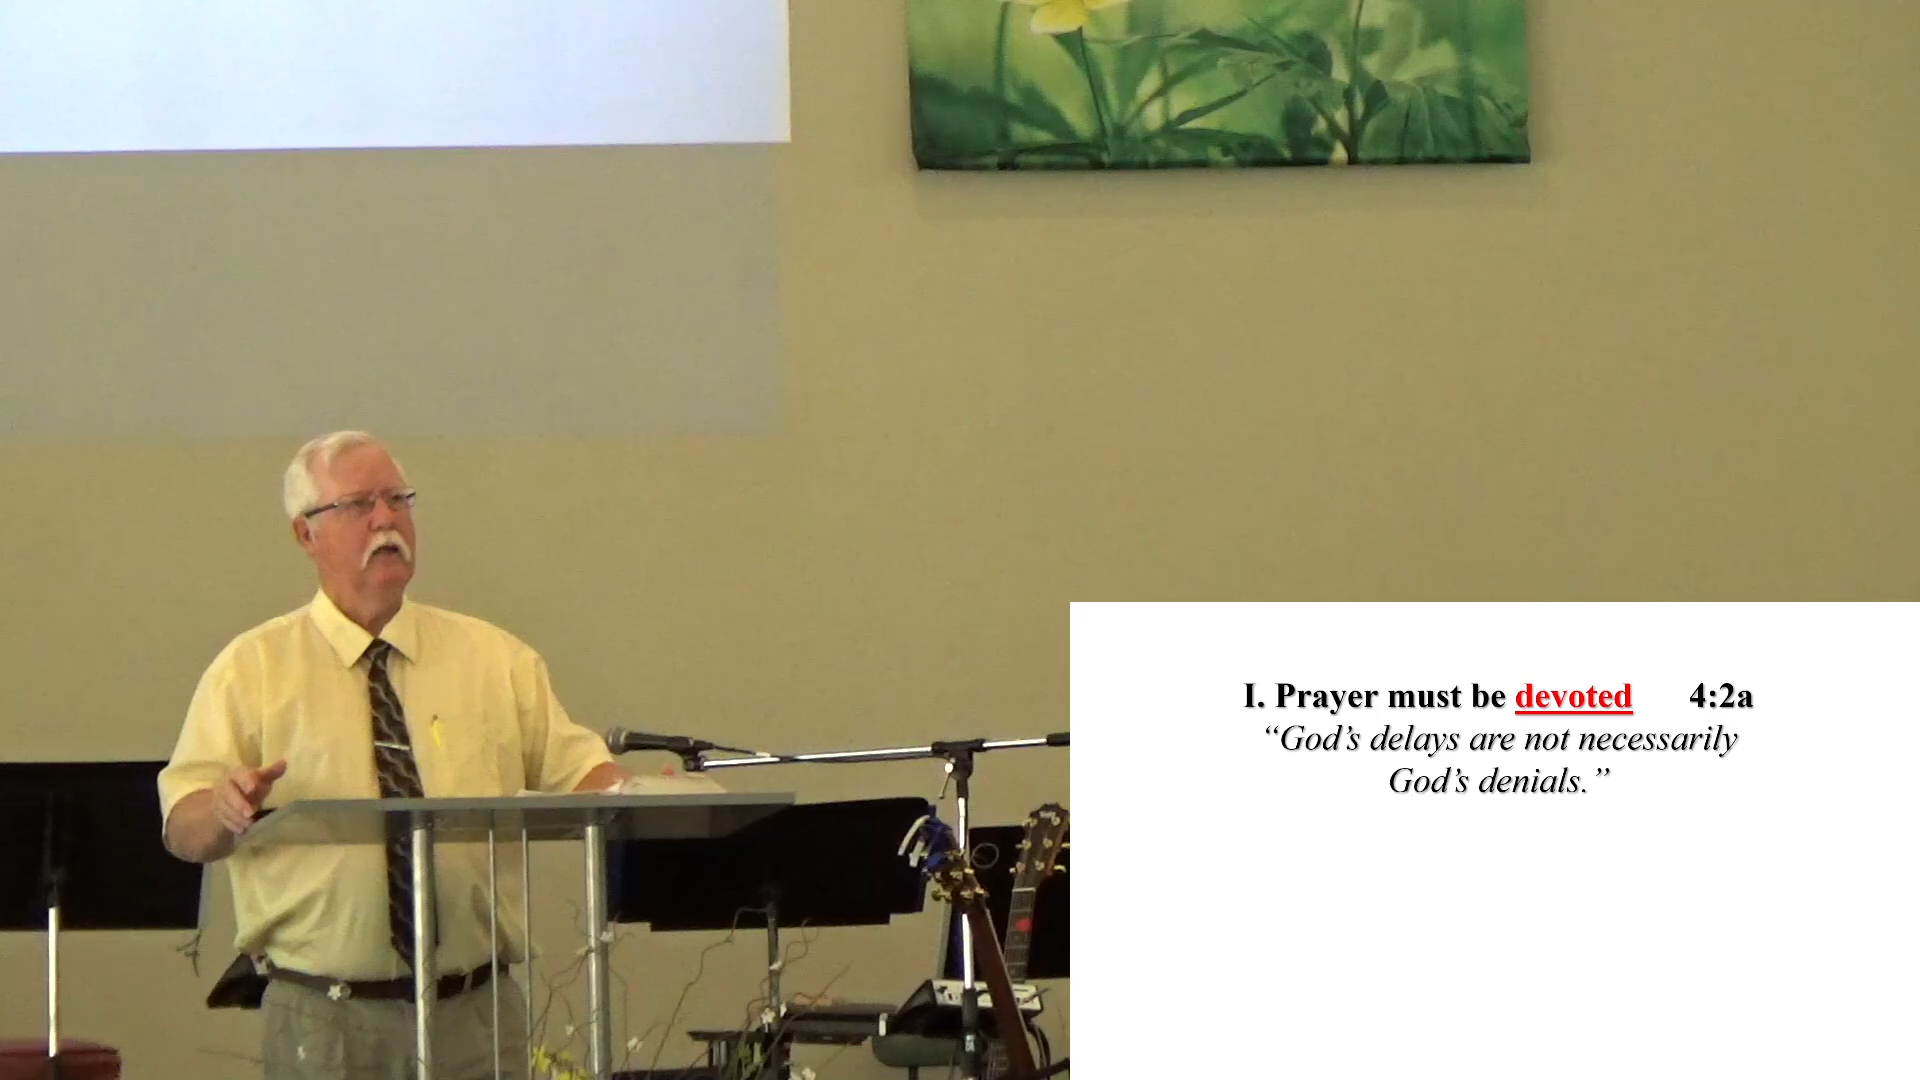 I. Prayer must be devoted 4:2a
“God’s delays are not necessarily
God’s denials.”